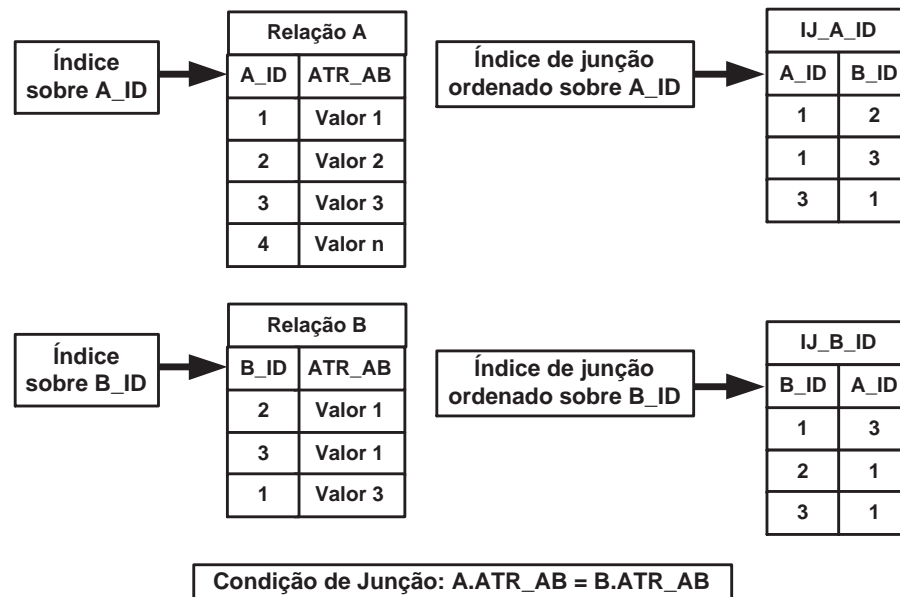 Índice
sobre A_ID
Relação A
A_ID ATR_AB
1 Valor 1
2 Valor 2
3 Valor 3
4 Valor n
Índice de junção
ordenado sobre A_ID
IJ_A_ID
A_ID B_ID
1 2
1 3
3 1
Índice
sobre B_ID
Relação B
B_ID ATR_AB
2 Valor 1
3 Valor 1
1 Valor 3
Índice de junção
ordenado sobre B_ID
IJ_B_ID
B_ID A_ID
1 3
2 1
3 1
Condição de Junção: A.ATR_AB = B.ATR_AB